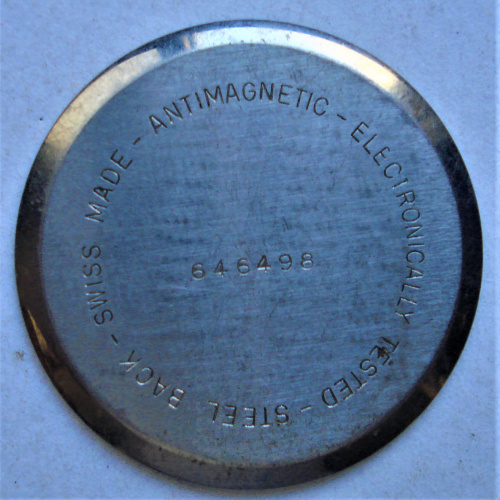 SWISS MADE - ANTIMAGNETIC - ELECTRONICALLY TESTED - STEEL BACK -
646498